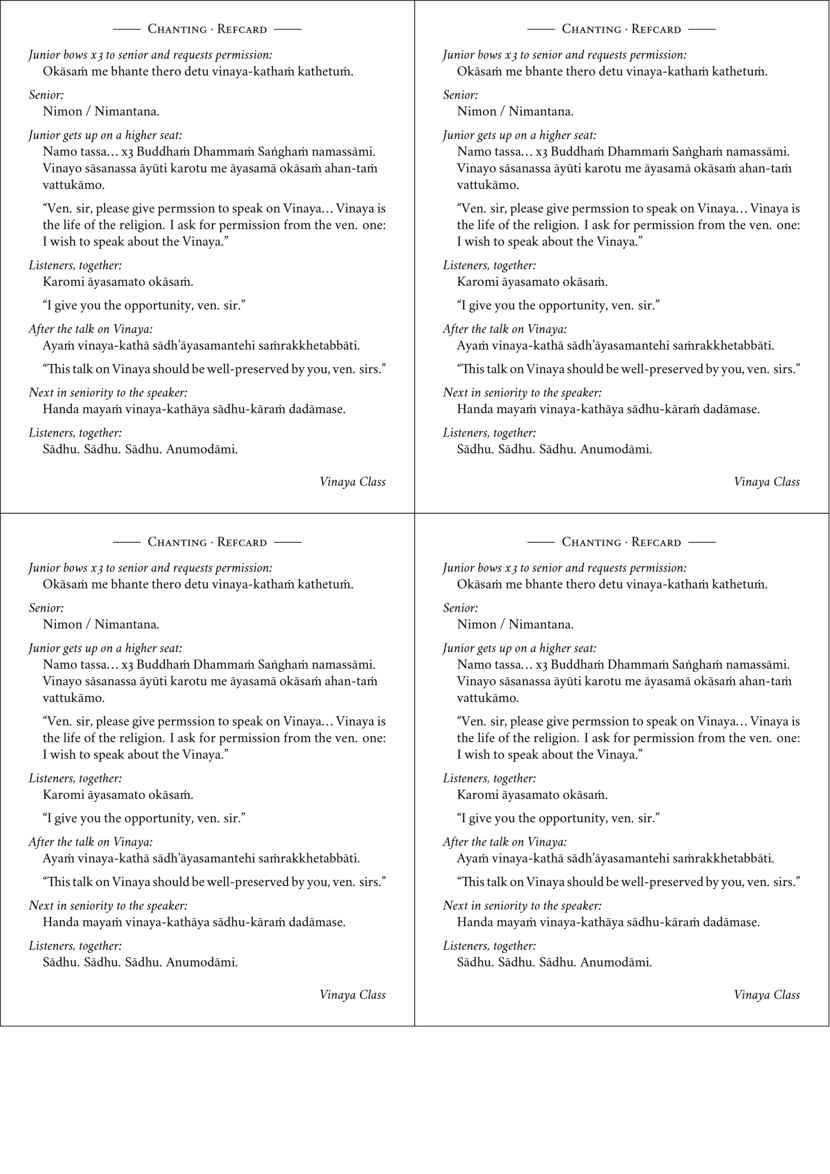 Chanting · Refcard
Junior bows x3 to senior and requests permission:
Okāsaṁ me bhante thero detu vinaya-kathaṁ kathetuṁ.
Senior:
Nimon / Nimantana.
Junior gets up on a higher seat:
Namo tassa… x3 Buddhaṁ Dhammaṁ Saṅghaṁ namassāmi.
Vinayo sāsanassa āyūti karotu me āyasamā okāsaṁ ahan-taṁ
vattukāmo.
“Ven. sir, please give permssion to speak on Vinaya… Vinaya is
the life of the religion. I ask for permission from the ven. one:
I wish to speak about the Vinaya.”
Listeners, together:
Karomi āyasamato okāsaṁ.
“I give you the opportunity, ven. sir.”
After the talk on Vinaya:
Ayaṁ vinaya-kathā sādh’āyasamantehi saṁrakkhetabbāti.
“This talk on Vinaya should be well-preserved by you, ven. sirs.”
Next in seniority to the speaker:
Handa mayaṁ vinaya-kathāya sādhu-kāraṁ dadāmase.
Listeners, together:
Sādhu. Sādhu. Sādhu. Anumodāmi.
Vinaya Class
Chanting · Refcard
Junior bows x3 to senior and requests permission:
Okāsaṁ me bhante thero detu vinaya-kathaṁ kathetuṁ.
Senior:
Nimon / Nimantana.
Junior gets up on a higher seat:
Namo tassa… x3 Buddhaṁ Dhammaṁ Saṅghaṁ namassāmi.
Vinayo sāsanassa āyūti karotu me āyasamā okāsaṁ ahan-taṁ
vattukāmo.
“Ven. sir, please give permssion to speak on Vinaya… Vinaya is
the life of the religion. I ask for permission from the ven. one:
I wish to speak about the Vinaya.”
Listeners, together:
Karomi āyasamato okāsaṁ.
“I give you the opportunity, ven. sir.”
After the talk on Vinaya:
Ayaṁ vinaya-kathā sādh’āyasamantehi saṁrakkhetabbāti.
“This talk on Vinaya should be well-preserved by you, ven. sirs.”
Next in seniority to the speaker:
Handa mayaṁ vinaya-kathāya sādhu-kāraṁ dadāmase.
Listeners, together:
Sādhu. Sādhu. Sādhu. Anumodāmi.
Vinaya Class
Chanting · Refcard
Junior bows x3 to senior and requests permission:
Okāsaṁ me bhante thero detu vinaya-kathaṁ kathetuṁ.
Senior:
Nimon / Nimantana.
Junior gets up on a higher seat:
Namo tassa… x3 Buddhaṁ Dhammaṁ Saṅghaṁ namassāmi.
Vinayo sāsanassa āyūti karotu me āyasamā okāsaṁ ahan-taṁ
vattukāmo.
“Ven. sir, please give permssion to speak on Vinaya… Vinaya is
the life of the religion. I ask for permission from the ven. one:
I wish to speak about the Vinaya.”
Listeners, together:
Karomi āyasamato okāsaṁ.
“I give you the opportunity, ven. sir.”
After the talk on Vinaya:
Ayaṁ vinaya-kathā sādh’āyasamantehi saṁrakkhetabbāti.
“This talk on Vinaya should be well-preserved by you, ven. sirs.”
Next in seniority to the speaker:
Handa mayaṁ vinaya-kathāya sādhu-kāraṁ dadāmase.
Listeners, together:
Sādhu. Sādhu. Sādhu. Anumodāmi.
Vinaya Class
Chanting · Refcard
Junior bows x3 to senior and requests permission:
Okāsaṁ me bhante thero detu vinaya-kathaṁ kathetuṁ.
Senior:
Nimon / Nimantana.
Junior gets up on a higher seat:
Namo tassa… x3 Buddhaṁ Dhammaṁ Saṅghaṁ namassāmi.
Vinayo sāsanassa āyūti karotu me āyasamā okāsaṁ ahan-taṁ
vattukāmo.
“Ven. sir, please give permssion to speak on Vinaya… Vinaya is
the life of the religion. I ask for permission from the ven. one:
I wish to speak about the Vinaya.”
Listeners, together:
Karomi āyasamato okāsaṁ.
“I give you the opportunity, ven. sir.”
After the talk on Vinaya:
Ayaṁ vinaya-kathā sādh’āyasamantehi saṁrakkhetabbāti.
“This talk on Vinaya should be well-preserved by you, ven. sirs.”
Next in seniority to the speaker:
Handa mayaṁ vinaya-kathāya sādhu-kāraṁ dadāmase.
Listeners, together:
Sādhu. Sādhu. Sādhu. Anumodāmi.
Vinaya Class